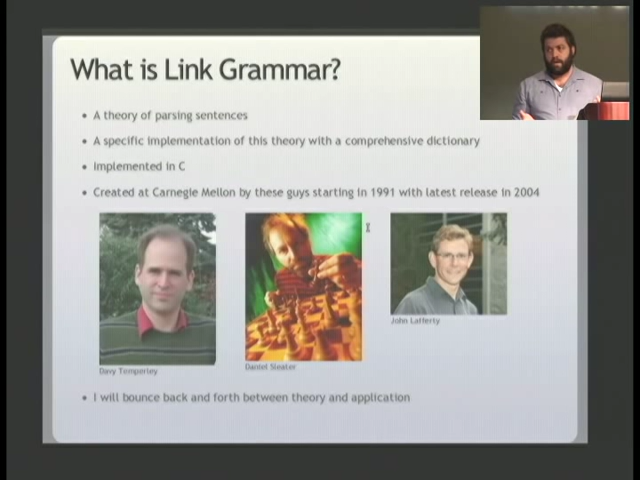 What is Link Grammar?
• A theory of parsing sentences
• A specific implementation of this theory with a comprehensive dictionary
• Implemented in C
• Created at Carnegie Mellon by these guys starting in 1991 with latest release in 2004
Davy Temperley
Daniel Sleater
John Lafferty
• I will bounce back and forth between theory and application